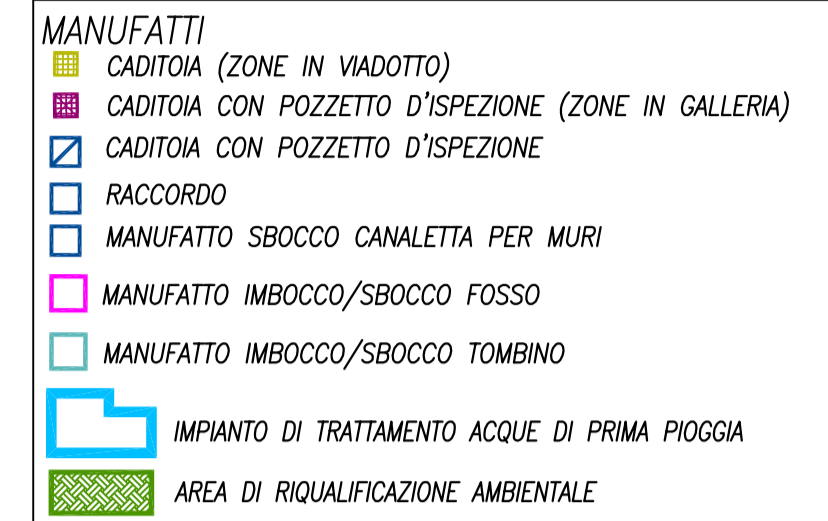 MANUFATTI
CADITOIA (ZONE IN VIADOTTO)
CADITOIA CON POZZETTO D'ISPEZIONE (ZONE IN GALLERIA)
CADITOIA CON POZZETTO D'ISPEZIONE
RACCORDO
MANUFATTO SBOCCO CANALETTA PER MURI
MANUFATTO IMBOCCO/SBOCCO FOSSO
MANUFATTO IMBOCCO/SBOCCO TOMBINO
IMPIANTO DI TRATTAMENTO ACQUE DI PRIMA PIOGGIA
AREA DI RIQUALIFICAZIONE AMBIENTALE